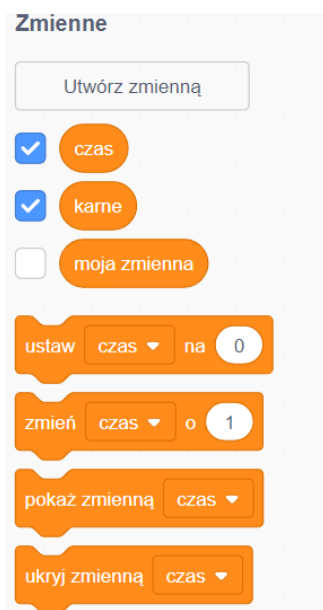 Zmienne
Utwórz zmienną
czas
karne
moja zmienna
ustaw czas na 0
zmień czas o 1
pokaż zmienną czas
ukryj zmienną czas